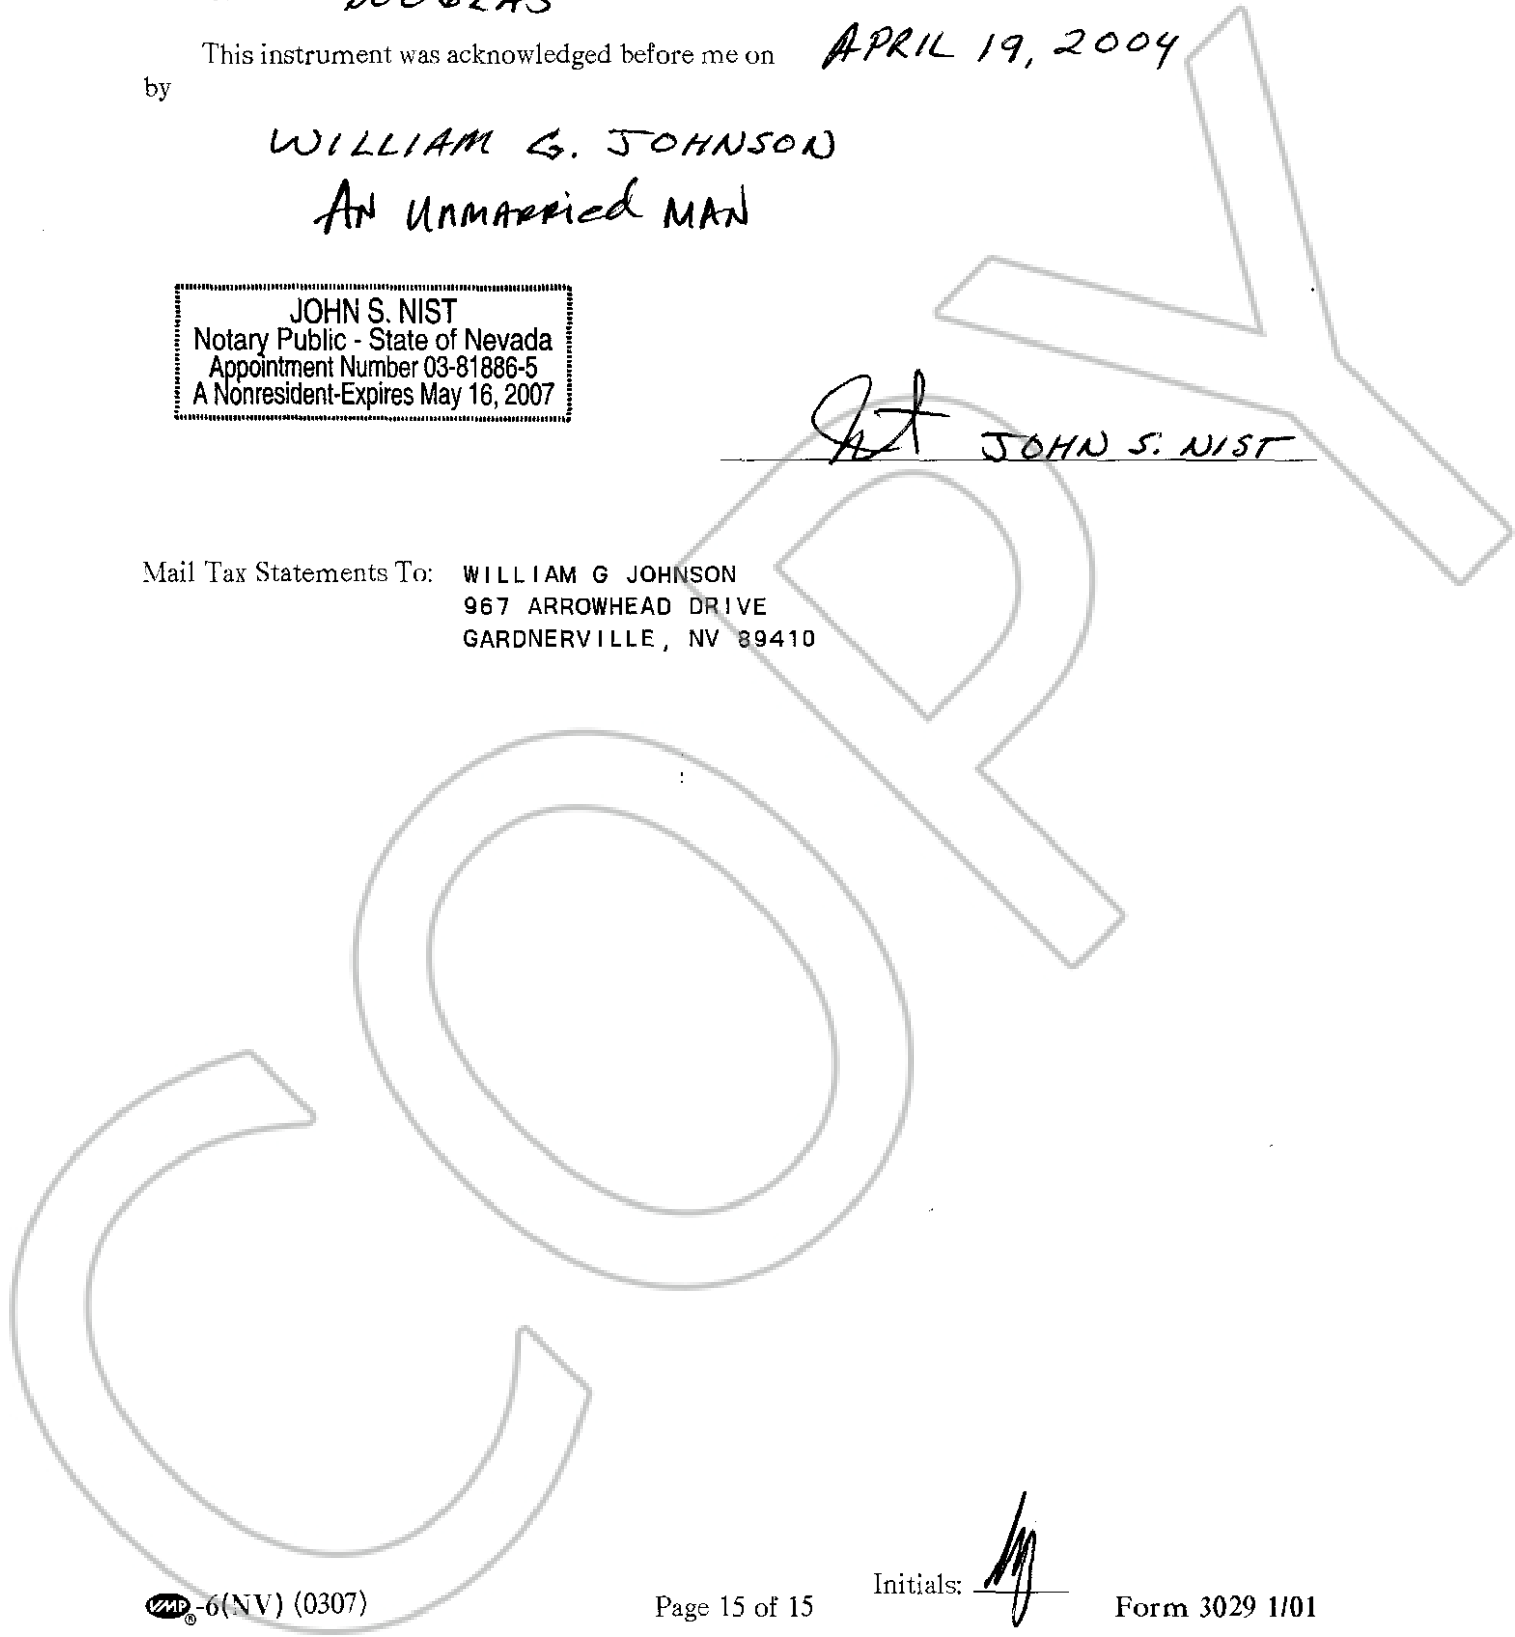 DOUGLAS
This instrument was acknowledged before me on APRIL 19, 2004
by
WILLIAM G. JOHNSON
AN UNMARRied MAN
JOHN S. NIST
Notary Public - State of Nevada
Appointment Number 03-81886-5
A Nonresident-Expires May 16, 2007
JOHN S. NIST
Mail Tax Statements To: WILLIAM G JOHNSON
967 ARROWHEAD DRIVE
GARDNERVILLE, NV 89410
COPY
VMP®-6(NV) (0307) Page 15 of 15 Initials: Form 3029 1/01